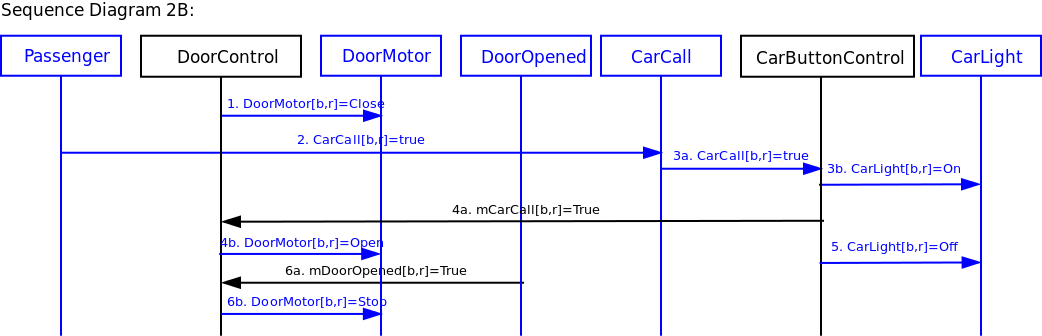 Sequence Diagram 2B:
Passenger
DoorControl
DoorMotor
DoorOpened
CarCall
CarButtonControl
CarLight
1. DoorMotor[b,r]=Close
2. CarCall[b,r]=true
3a. CarCall[b,r]=true
3b. CarLight[b,r]=On
4a. mCarCall[b,r]=True
4b. DoorMotor[b,r]=Open
5. CarLight[b,r]=Off
6a. mDoorOpened[b,r]=True
6b. DoorMotor[b,r]=Stop